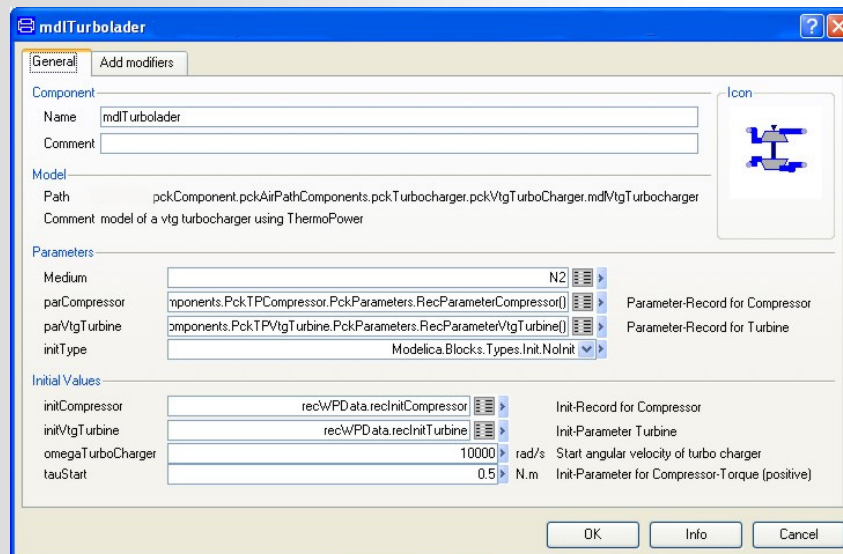 mdlTurbolader
General Add modifiers
Component
Icon
Name mdlTurbolader
Comment
Model
Path pckComponent.pckAirPathComponents.pckTurbocharger.pckVtgTurboCharger.mdlVtgTurbocharger
Comment model of a vtg turbocharger using ThermoPower
Parameters
Medium N2
parCompressor mponents.PckTPCompressor.PckParameters.RecParameterCompressor() Parameter-Record for Compressor
parVtgTurbine omponents.PckTPVtgTurbine.PckParameters.RecParameterVtgTurbine() Parameter-Record for Turbine
initType Modelica.Blocks.Types.Init.NoInit
Initial Values
initCompressor recWPData.recInitCompressor Init-Record for Compressor
initVtgTurbine recWPData.recInitTurbine Init-Parameter Turbine
omegaTurboCharger 10000 rad/s Start angular velocity of turbo charger
tauStart 0.5 N.m Init-Parameter for Compressor-Torque (positive)
OK Info Cancel